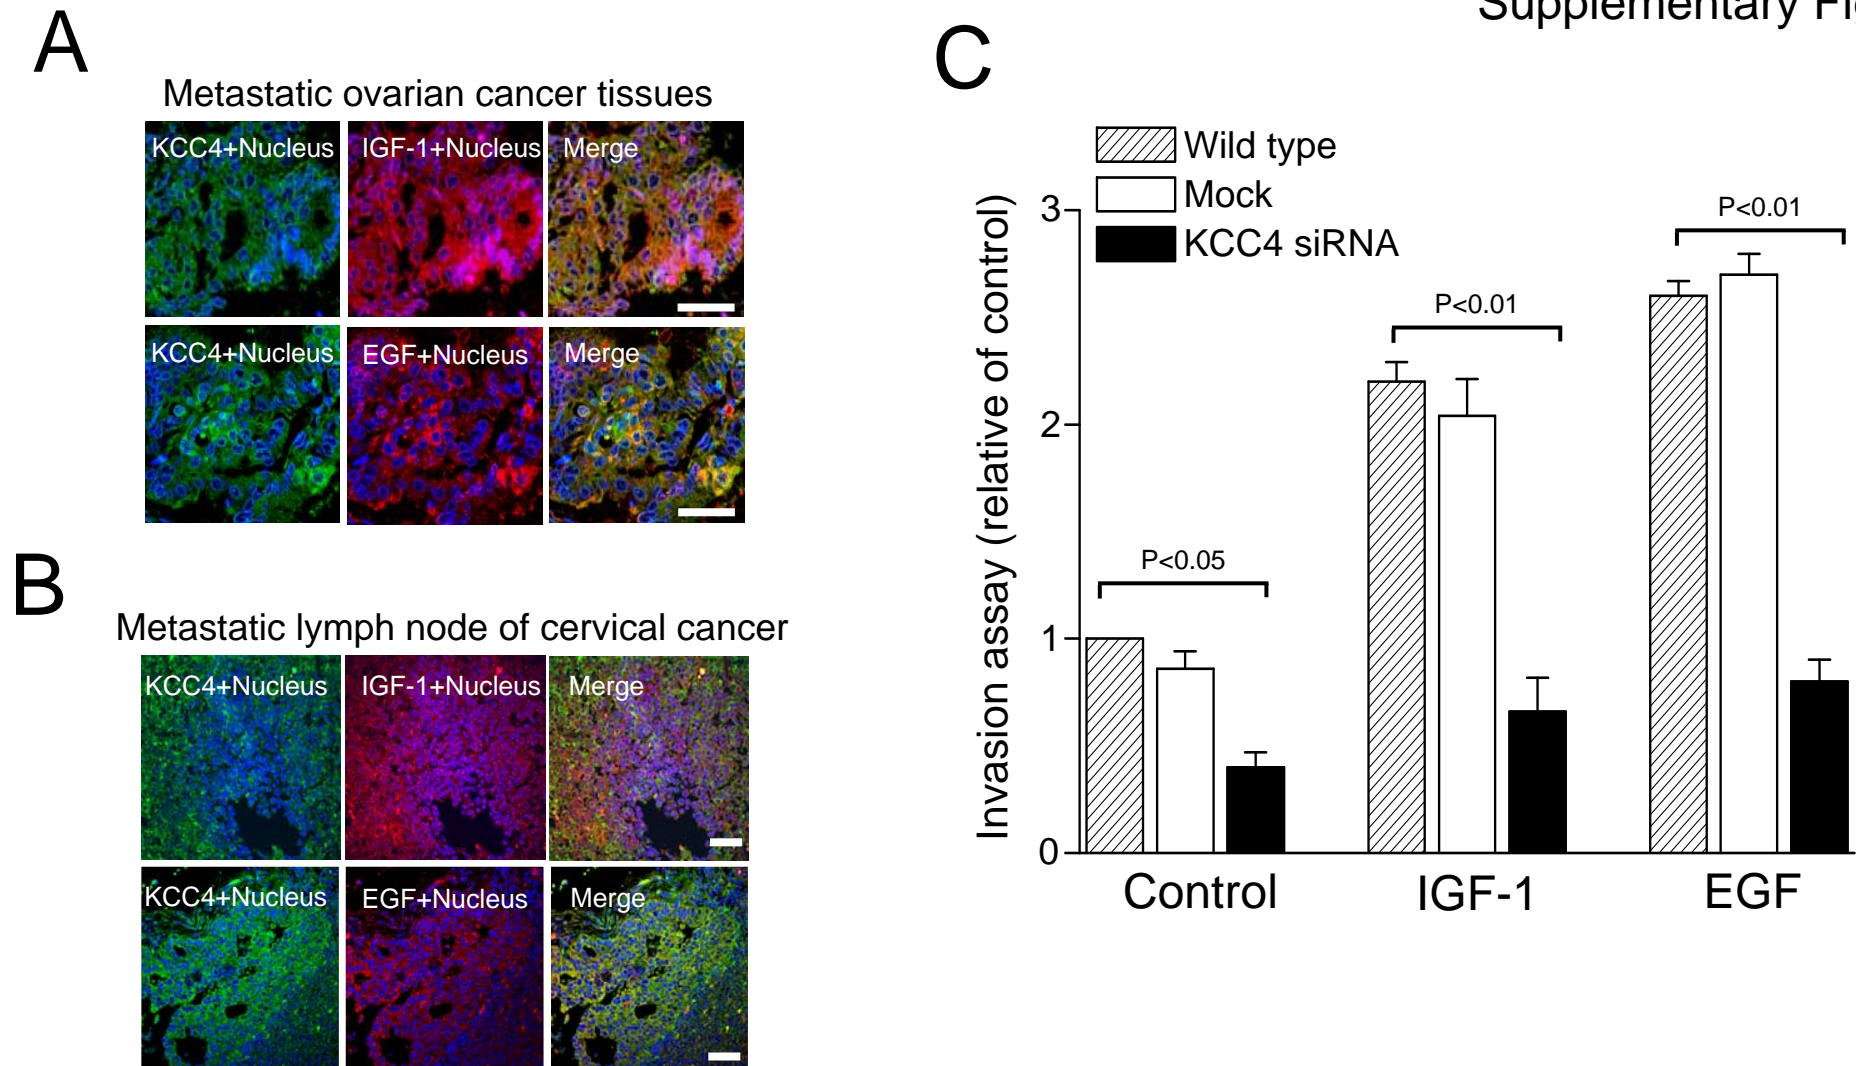 Supplementary Fi
A
Metastatic ovarian cancer tissues
KCC4+Nucleus IGF-1+Nucleus Merge
KCC4+Nucleus EGF+Nucleus Merge
B
Metastatic lymph node of cervical cancer
KCC4+Nucleus IGF-1+Nucleus Merge
KCC4+Nucleus EGF+Nucleus Merge
C
Wild type
Mock
KCC4 siRNA
Invasion assay (relative of control)
3
2
1
0
P<0.05
P<0.01
P<0.01
Control IGF-1 EGF